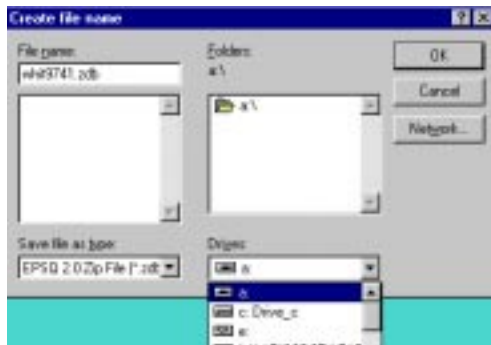 Create file name
File name:
whit9741.zdb
Folders:
a:\
a:\
OK
Cancel
Network...
Save file as type:
EPSQ 2.0 Zip File (*.zdb
Drives:
a:
a:
c: Drive_c
e: